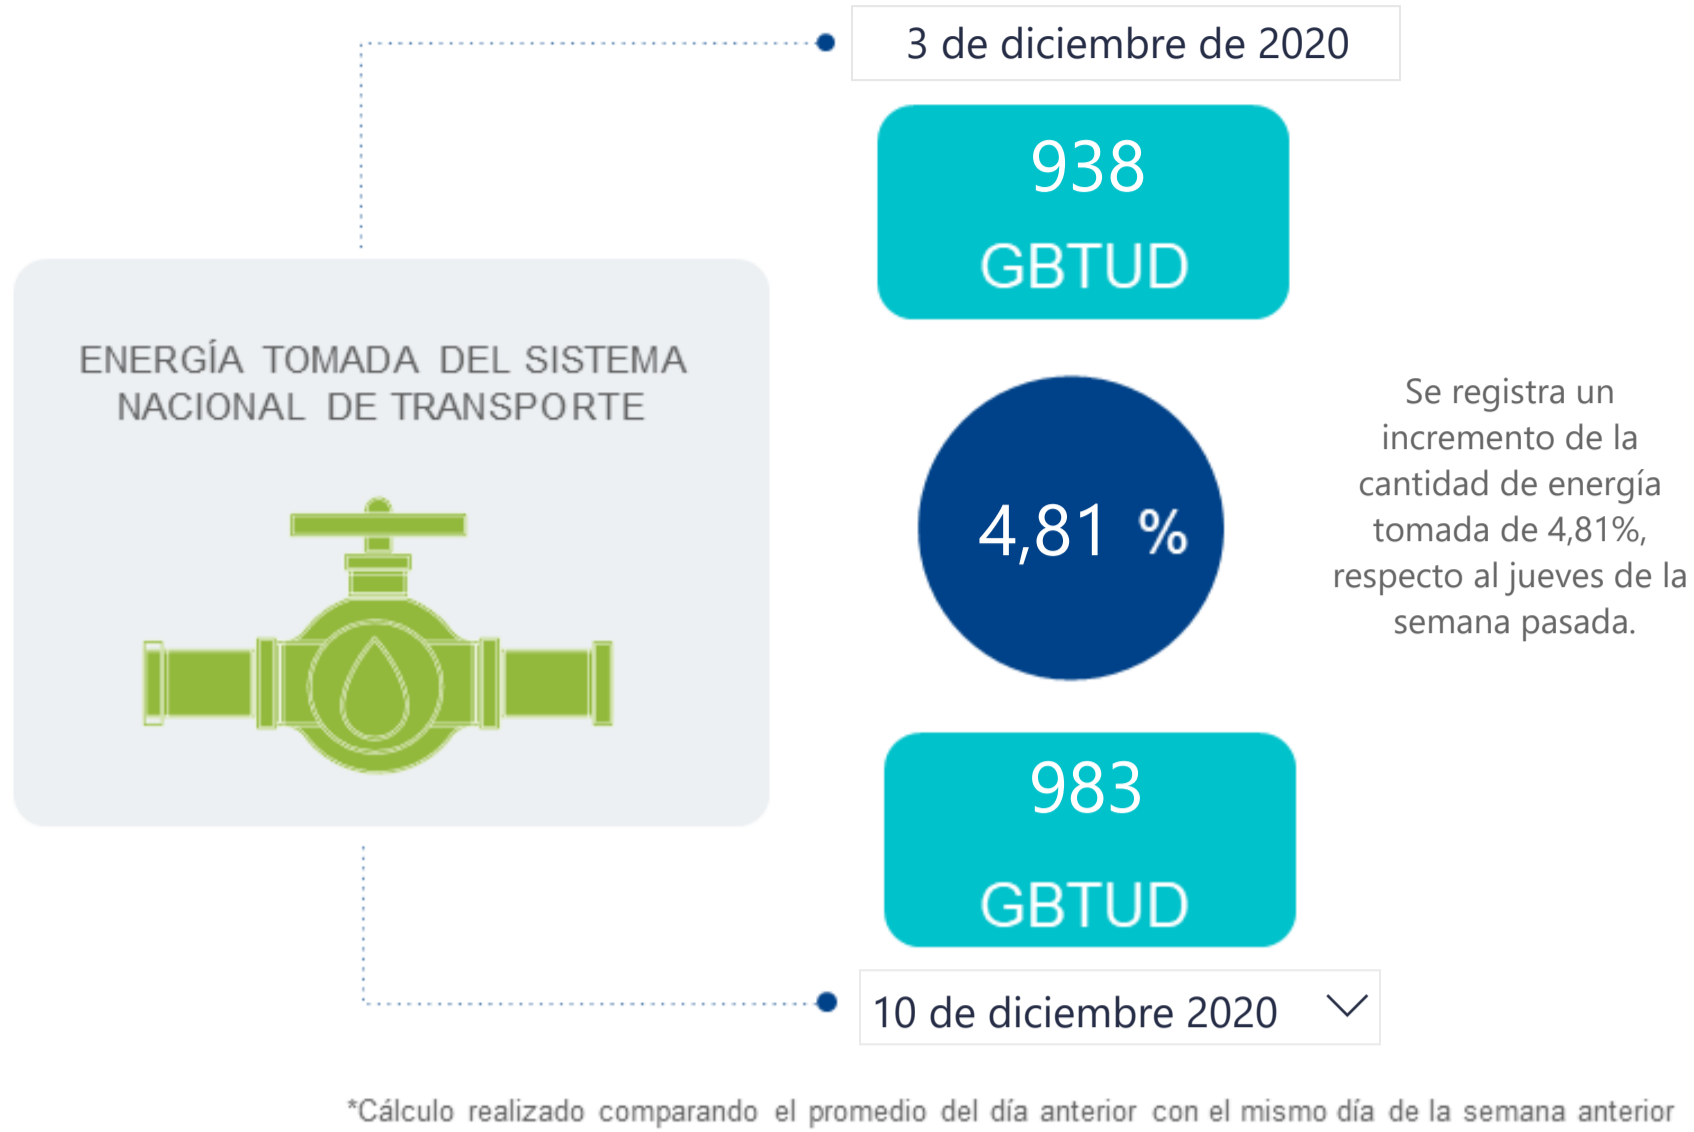 3 de diciembre de 2020
938
GBTUD
ENERGÍA TOMADA DEL SISTEMA
NACIONAL DE TRANSPORTE
4,81 %
Se registra un
incremento de la
cantidad de energía
tomada de 4,81%,
respecto al jueves de la
semana pasada.
983
GBTUD
10 de diciembre 2020
*Cálculo realizado comparando el promedio del día anterior con el mismo día de la semana anterior